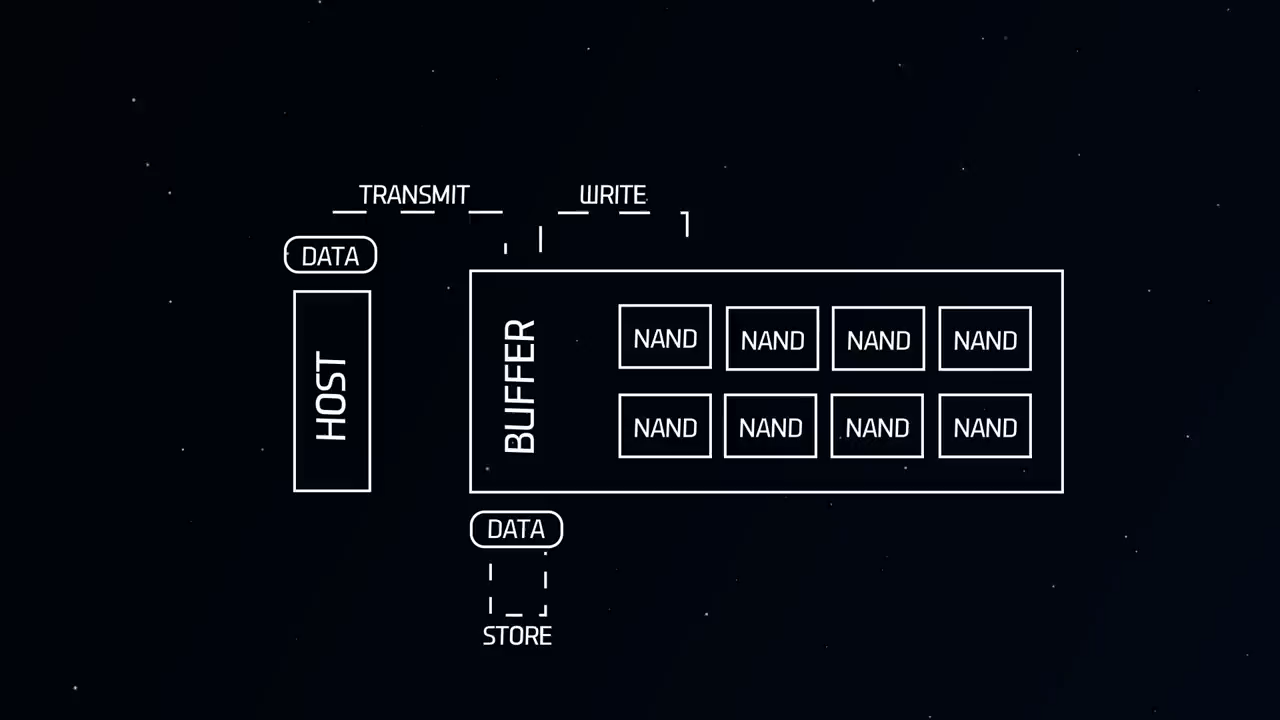 TRANSMIT
WRITE
DATA
HOST
BUFFER
NAND NAND NAND NAND
NAND NAND NAND NAND
DATA
STORE